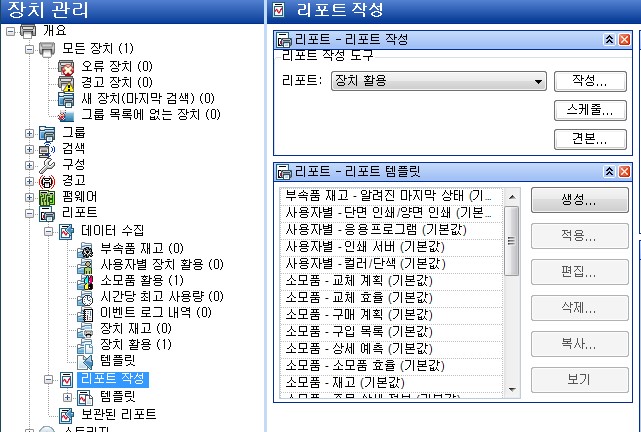 장치 관리
개요
모든 장치 (1)
오류 장치 (0)
경고 장치 (0)
새 장치(마지막 검색) (0)
그룹 목록에 없는 장치 (0)
그룹
검색
구성
경고
펌웨어
리포트
데이터 수집
부속품 재고 (0)
사용자별 장치 활용 (0)
소모품 활용 (1)
시간당 최고 사용량 (0)
이벤트 로그 내역 (0)
장치 재고 (0)
장치 활용 (1)
템플릿
리포트 작성
템플릿
보관된 리포트
스토리지
리포트 작성
리포트 - 리포트 작성
리포트 작성 도구
리포트: 장치 활용 작성...
스케줄...
견본...
리포트 - 리포트 템플릿
부속품 재고 - 알려진 마지막 상태 (기...
사용자별 - 단면 인쇄/양면 인쇄 (기본...
사용자별 - 응용 프로그램 (기본값)
사용자별 - 인쇄 서버 (기본값)
사용자별 - 컬러/단색 (기본값)
소모품 - 교체 계획 (기본값)
소모품 - 교체 효율 (기본값)
소모품 - 구매 계획 (기본값)
소모품 - 구입 목록 (기본값)
소모품 - 상세 예측 (기본값)
소모품 - 소모품 효율 (기본값)
소모품 - 재고 (기본값)
소모품 - 주문 상세 정보 (기본값)
생성...
적용...
편집...
삭제...
복사...
보기